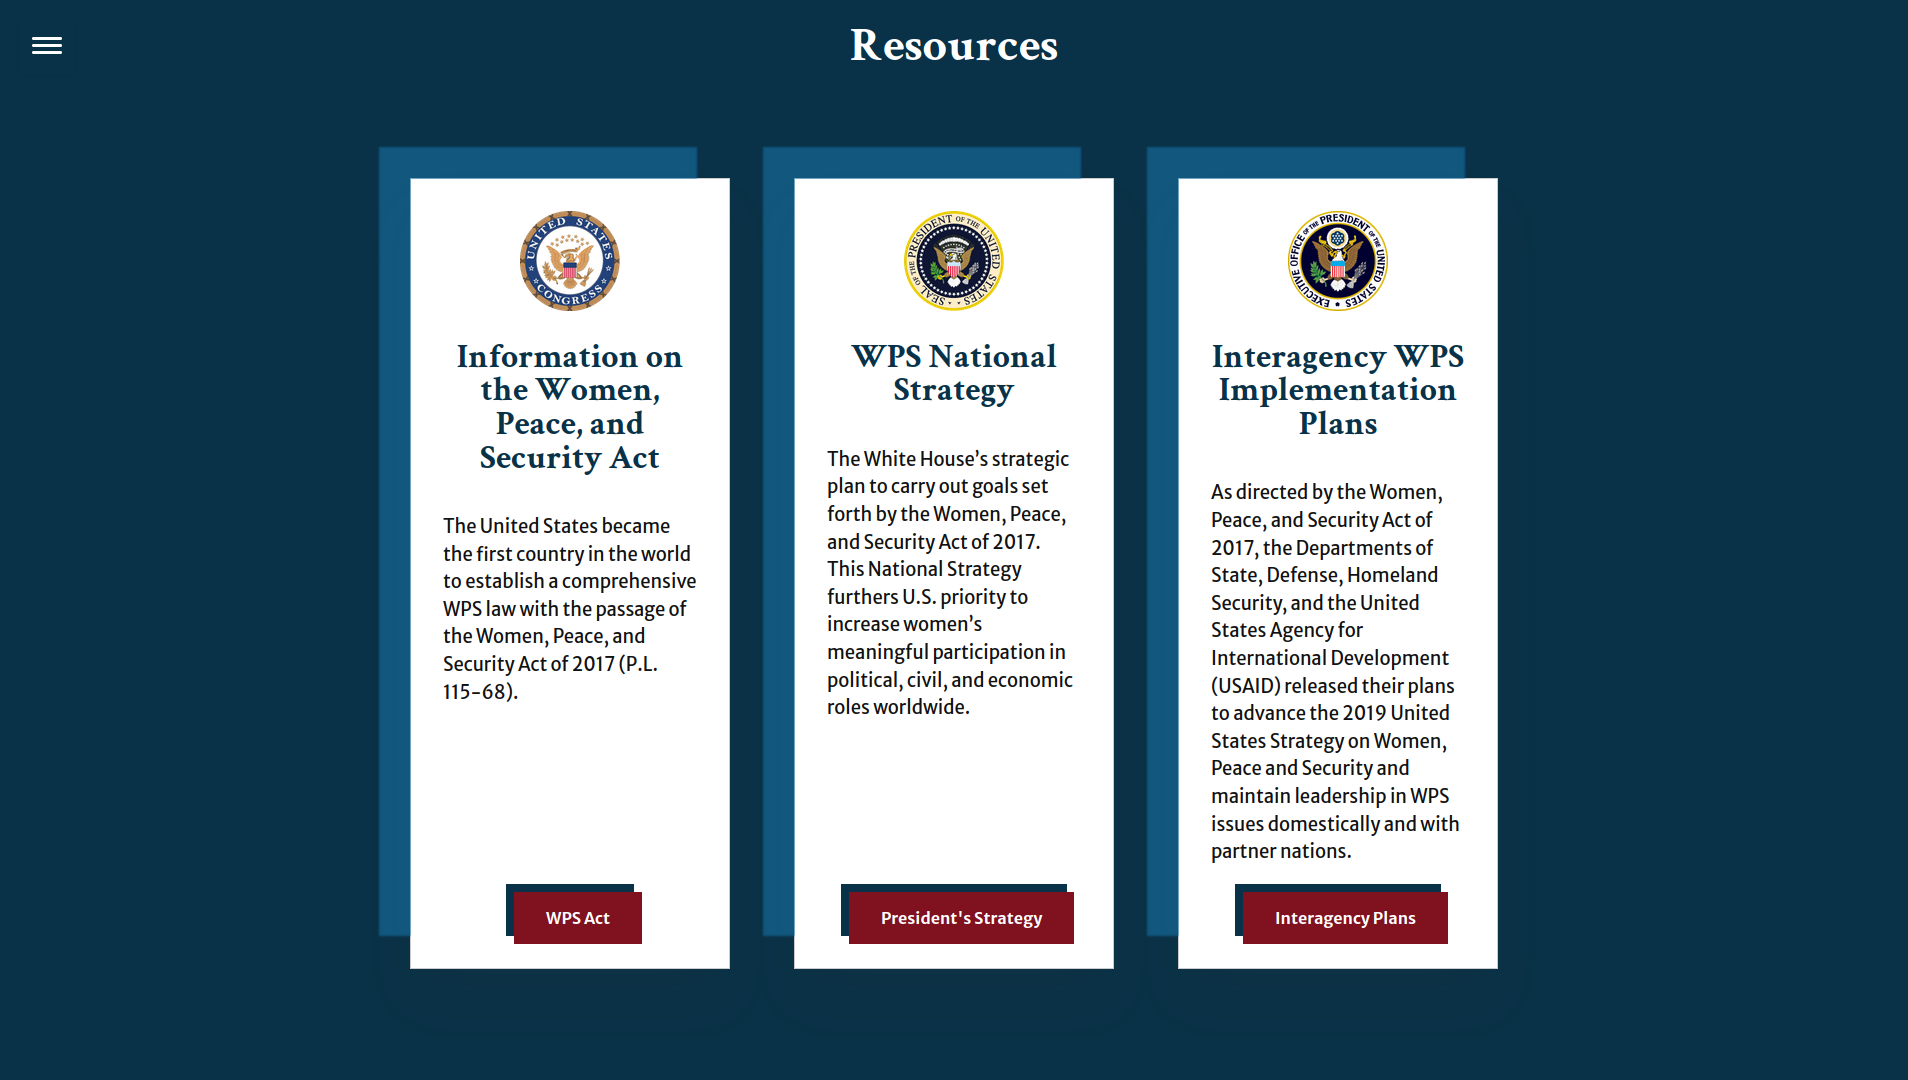 Resources
UNITED STATES
CONGRESS
Information on
the Women,
Peace, and
Security Act
The United States became
the first country in the world
to establish a comprehensive
WPS law with the passage of
the Women, Peace, and
Security Act of 2017 (P.L.
115-68).
WPS Act
SEAL OF THE PRESIDENT OF THE UNITED STATES
WPS National
Strategy
The White House’s strategic
plan to carry out goals set
forth by the Women, Peace,
and Security Act of 2017.
This National Strategy
furthers U.S. priority to
increase women’s
meaningful participation in
political, civil, and economic
roles worldwide.
President's Strategy
EXECUTIVE OFFICE OF THE PRESIDENT OF THE UNITED STATES
Interagency WPS
Implementation
Plans
As directed by the Women,
Peace, and Security Act of
2017, the Departments of
State, Defense, Homeland
Security, and the United
States Agency for
International Development
(USAID) released their plans
to advance the 2019 United
States Strategy on Women,
Peace and Security and
maintain leadership in WPS
issues domestically and with
partner nations.
Interagency Plans